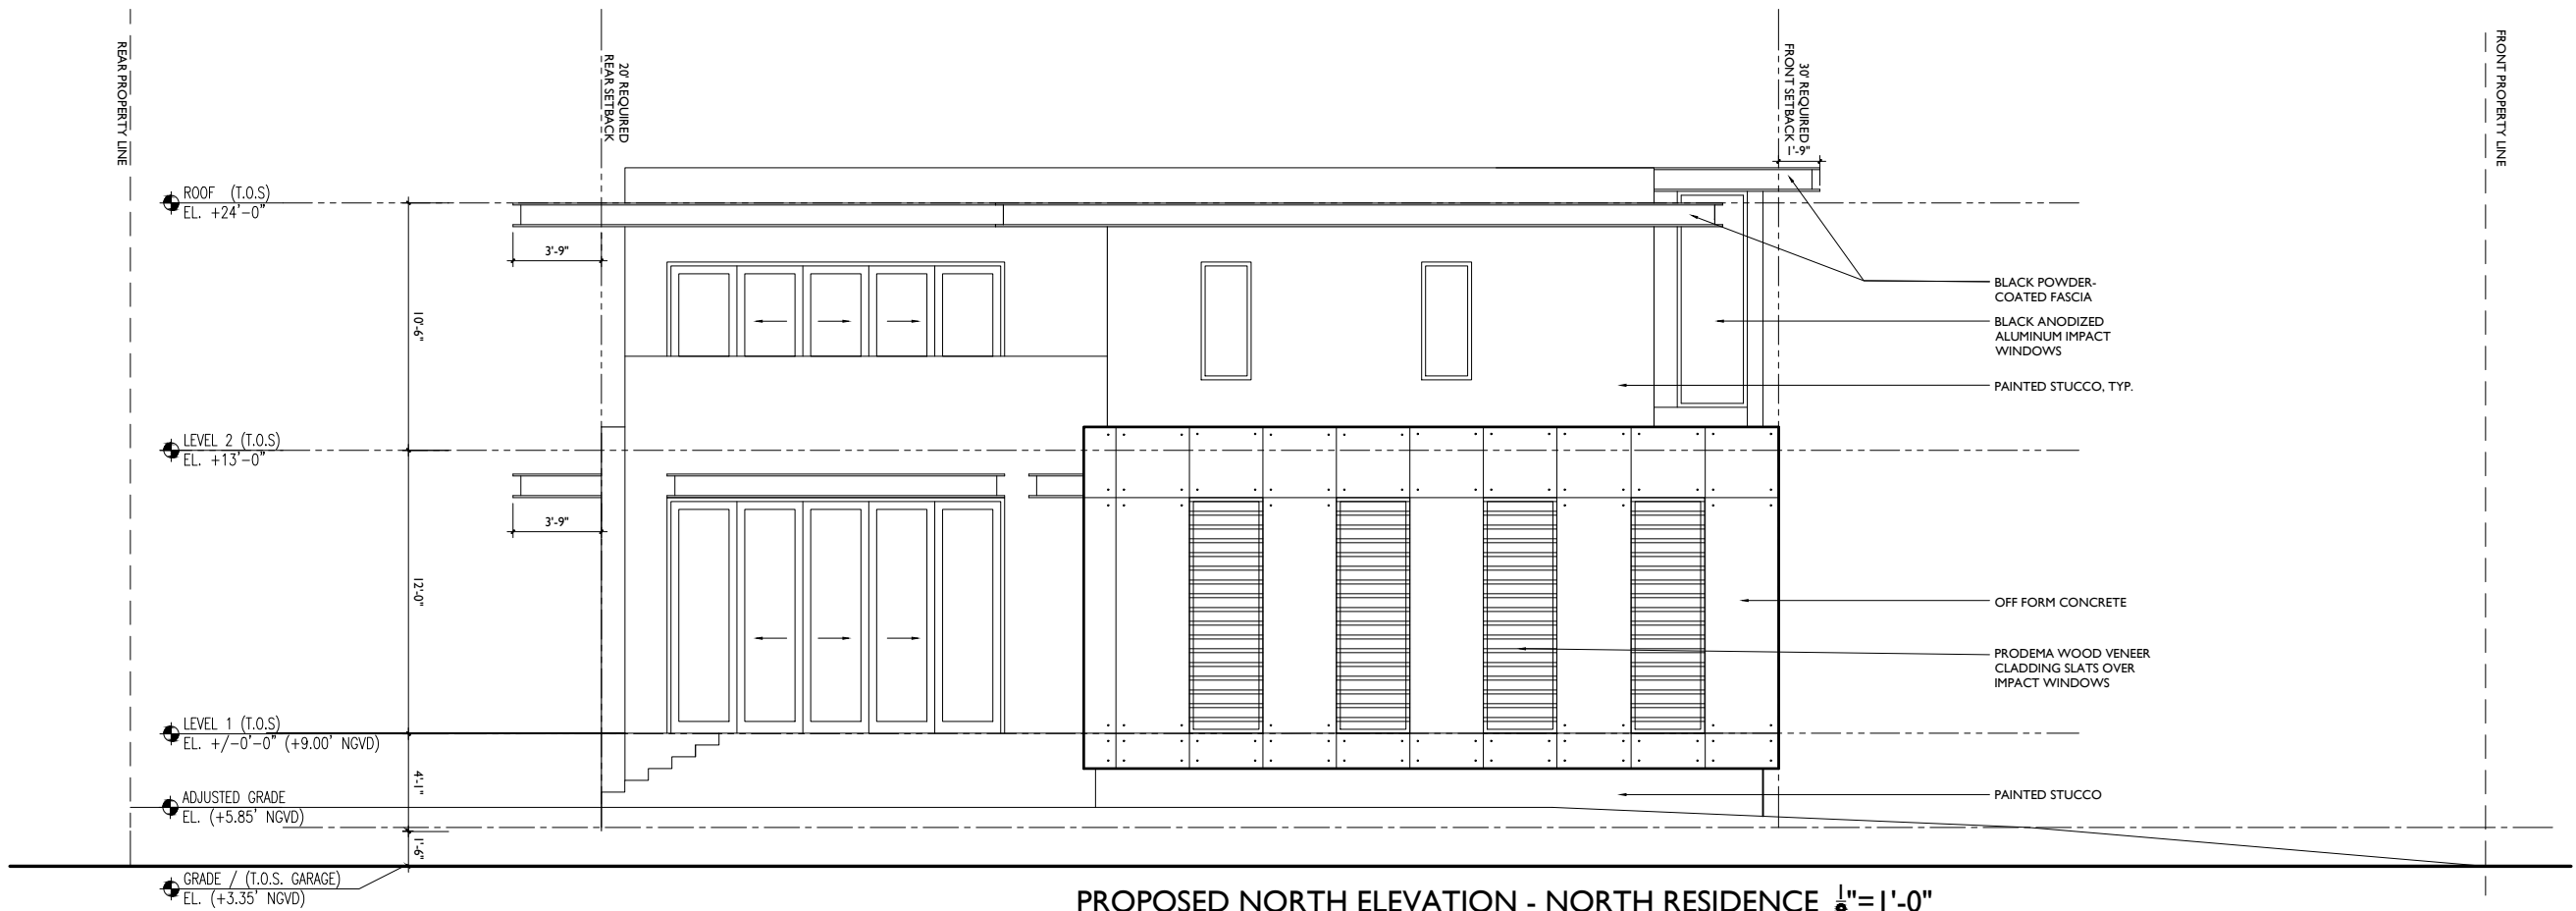 REAR PROPERTY LINE
20' REQUIRED
REAR SETBACK
30' REQUIRED
FRONT SETBACK
1'-9"
FRONT PROPERTY LINE
ROOF (T.O.S)
EL. +24'-0"
3'-9"
10'-6"
BLACK POWDER-
COATED FASCIA
BLACK ANODIZED
ALUMINUM IMPACT
WINDOWS
PAINTED STUCCO, TYP.
LEVEL 2 (T.O.S)
EL. +13'-0"
3'-9"
12'-0"
OFF FORM CONCRETE
PRODEMA WOOD VENEER
CLADDING SLATS OVER
IMPACT WINDOWS
LEVEL 1 (T.O.S)
EL. +/-0'-0" (+9.00' NGVD)
4'-1"
ADJUSTED GRADE
EL. (+5.85' NGVD)
PAINTED STUCCO
1'-6"
GRADE / (T.O.S. GARAGE)
EL. (+3.35' NGVD)
PROPOSED NORTH ELEVATION - NORTH RESIDENCE 1/8"=1'-0"